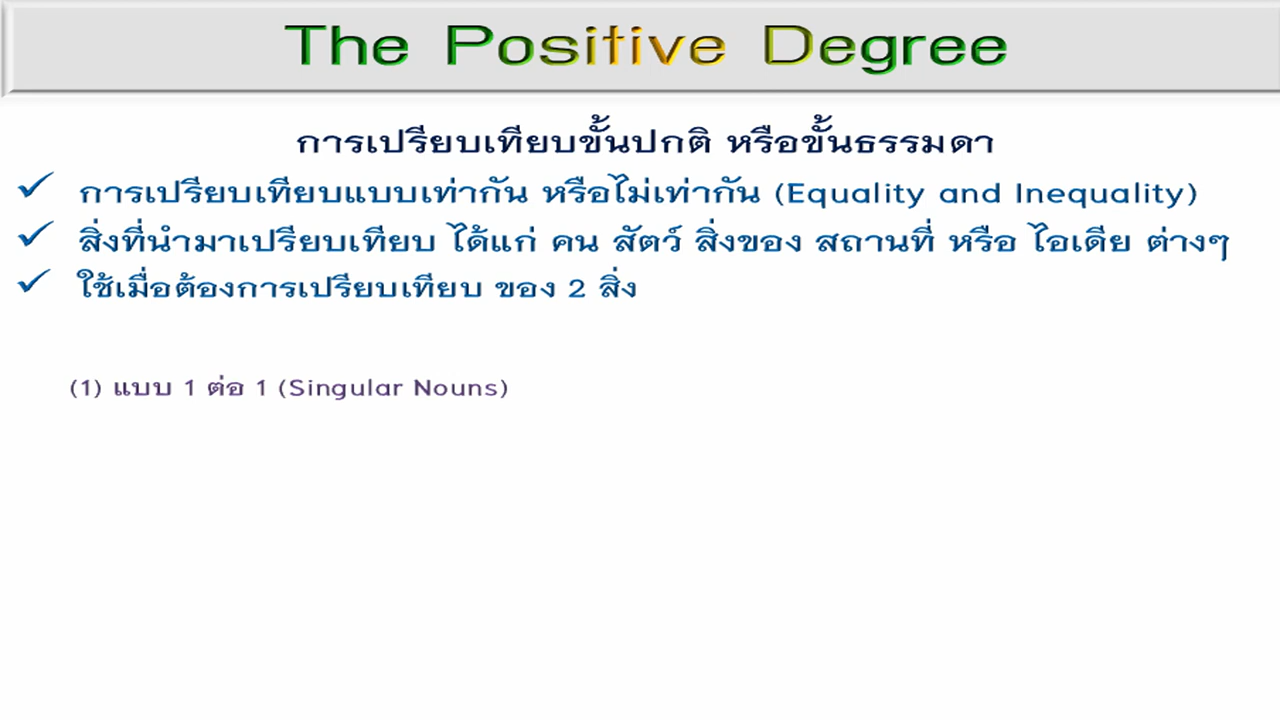 The Positive Degree
การเปรียบเทียบขั้นปกติ หรือขั้นธรรมดา
✓ การเปรียบเทียบแบบเท่ากัน หรือไม่เท่ากัน (Equality and Inequality)
✓ สิ่งที่นำมาเปรียบเทียบ ได้แก่ คน สัตว์ สิ่งของ สถานที่ หรือ ไอเดีย ต่างๆ
✓ ใช้เมื่อต้องการเปรียบเทียบ ของ 2 สิ่ง
(1) แบบ 1 ต่อ 1 (Singular Nouns)